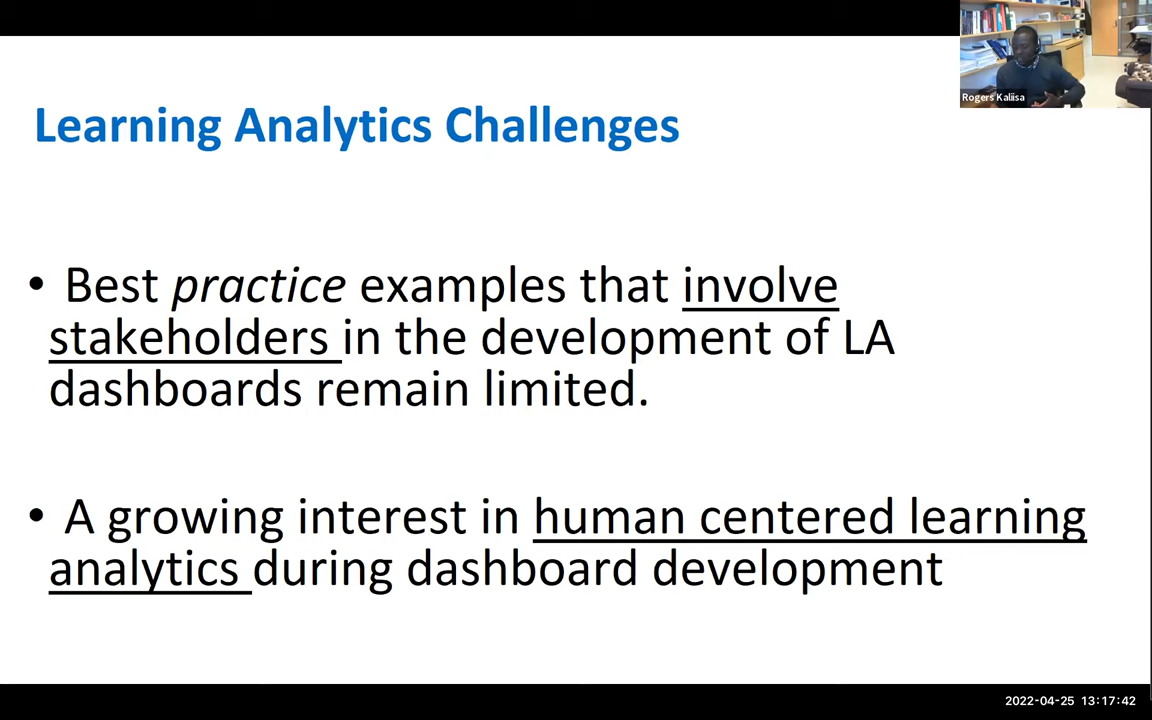 Rogers Kaliisa
Learning Analytics Challenges
• Best practice examples that involve
stakeholders in the development of LA
dashboards remain limited.
• A growing interest in human centered learning
analytics during dashboard development
2022-04-25 13:17:42